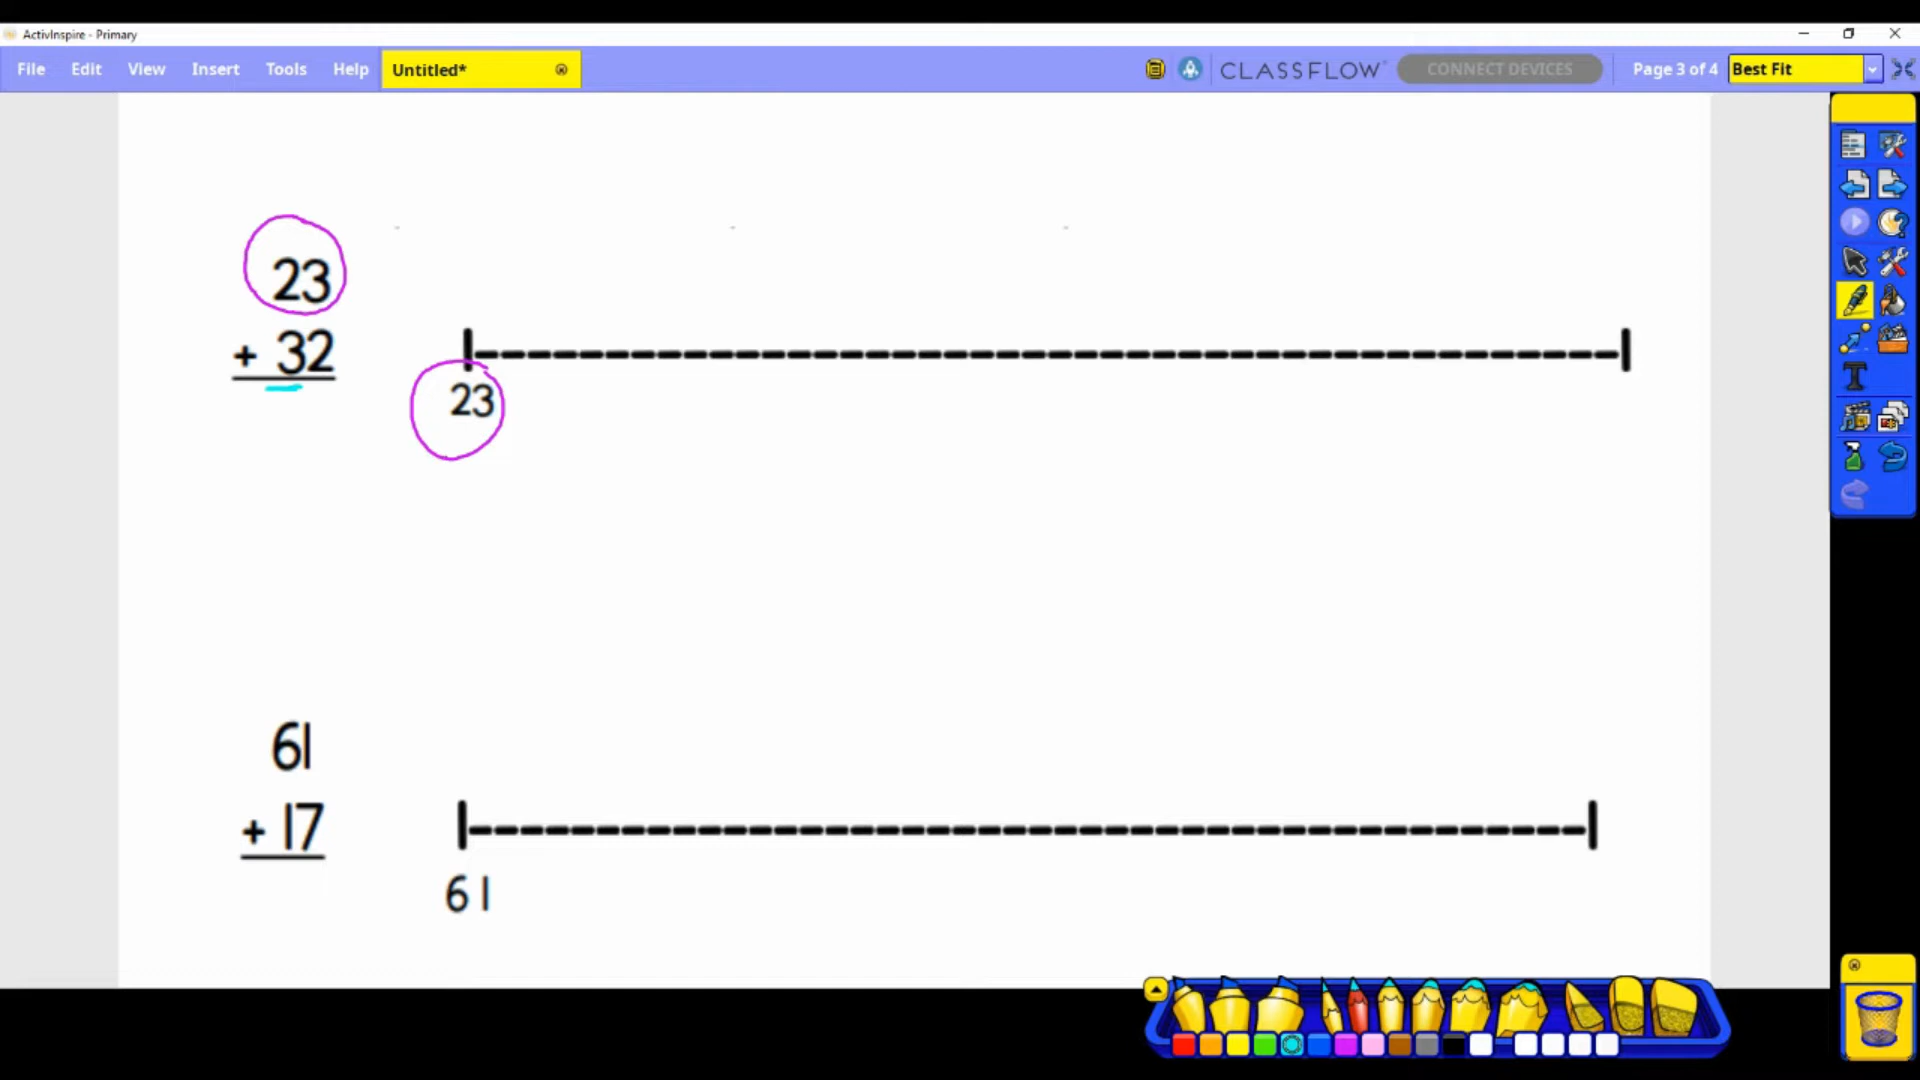 ActivInspire - Primary
File Edit View Insert Tools Help Untitled* CLASSFLOW CONNECT DEVICES Page 3 of 4 Best Fit
23
+ 32
23
T
61
+ 17
61